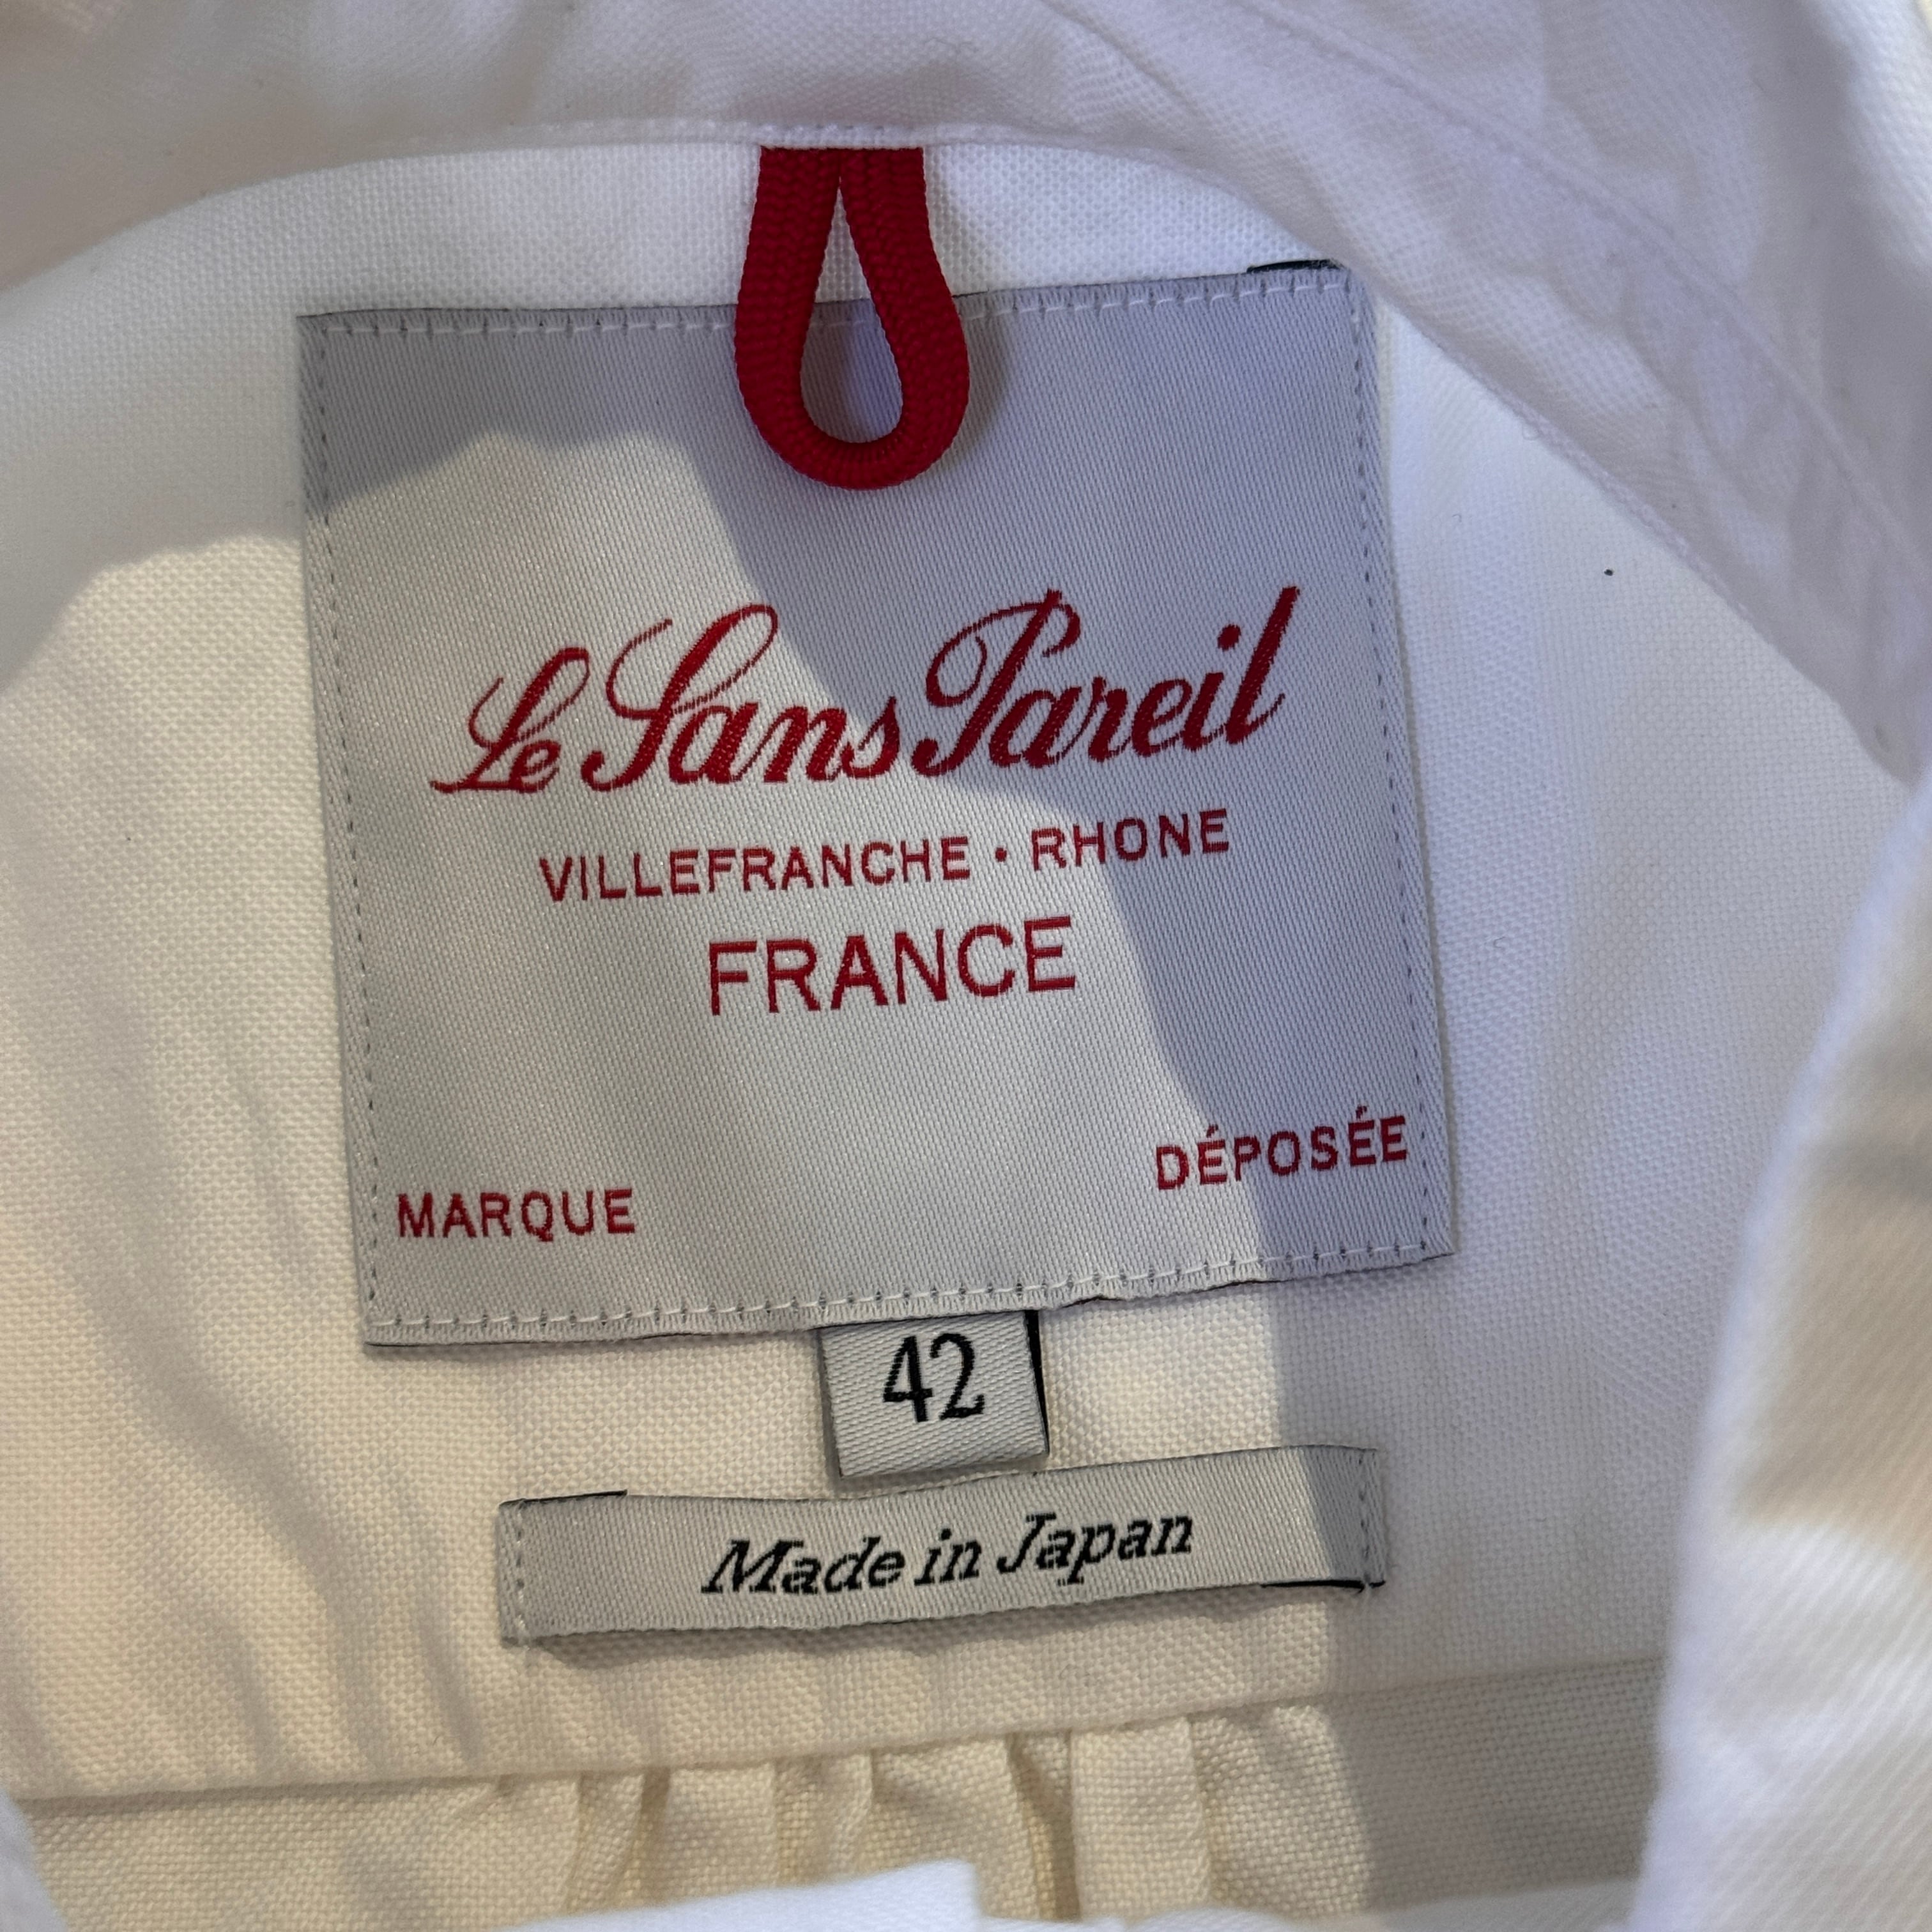 Le Sans Pareil
VILLEFRANCHE · RHONE
FRANCE
MARQUE DÉPOSÉE
42
Made in Japan